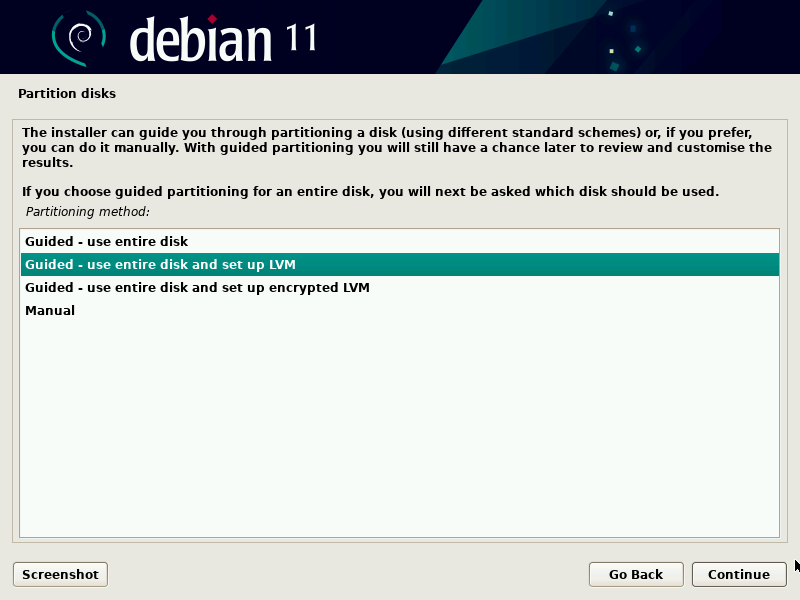 debian 11
Partition disks
The installer can guide you through partitioning a disk (using different standard schemes) or, if you prefer,
you can do it manually. With guided partitioning you will still have a chance later to review and customise the
results.
If you choose guided partitioning for an entire disk, you will next be asked which disk should be used.
Partitioning method:
Guided - use entire disk
Guided - use entire disk and set up LVM
Guided - use entire disk and set up encrypted LVM
Manual
Screenshot
Go Back
Continue